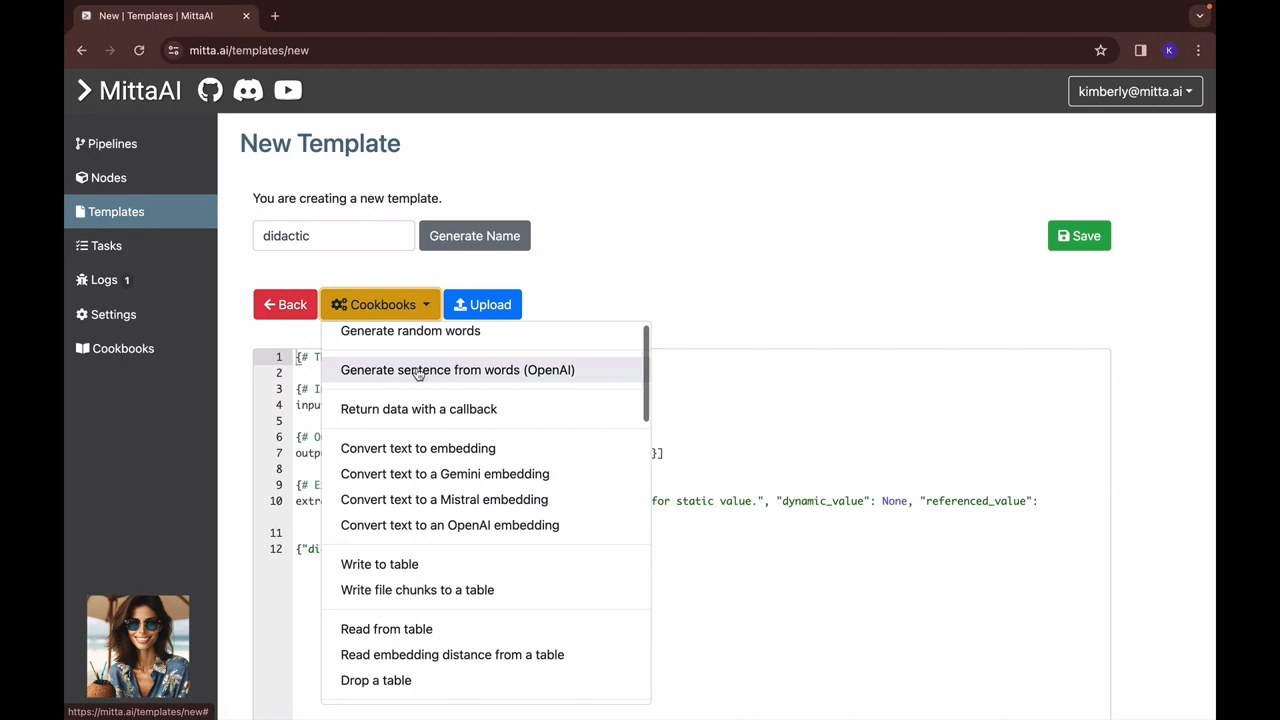 New | Templates | MittaAI
mitta.ai/templates/new
K
MittaAI
kimberly@mitta.ai
Pipelines
Nodes
Templates
Tasks
Logs 1
Settings
Cookbooks
New Template
You are creating a new template.
didactic
Generate Name
Save
Back
Cookbooks
Upload
Generate random words
Generate sentence from words (OpenAI)
Return data with a callback
Convert text to embedding
Convert text to a Gemini embedding
Convert text to a Mistral embedding
Convert text to an OpenAI embedding
Write to table
Write file chunks to a table
Read from table
Read embedding distance from a table
Drop a table
1 {# T
2
3 {# I
4 inpu
5
6 {# O
7 outp }]
8
9 {# E
10 extr for static value.", "dynamic_value": None, "referenced_value":
11
12 {"di
https://mitta.ai/templates/new#